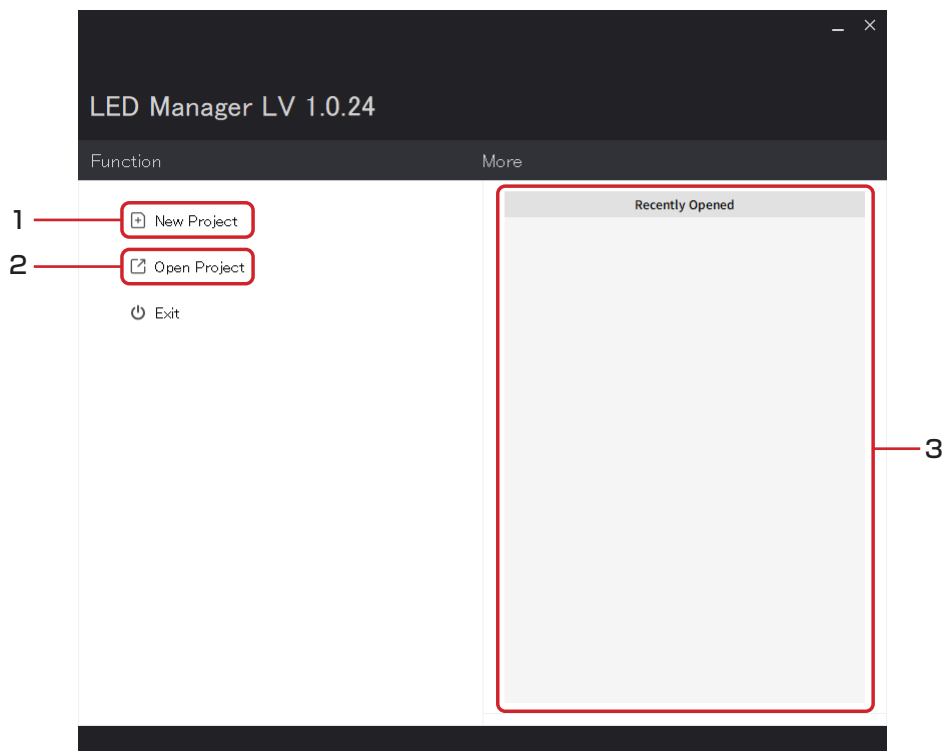 LED Manager LV 1.0.24
Function
More
1
New Project
2
Open Project
Exit
Recently Opened
3